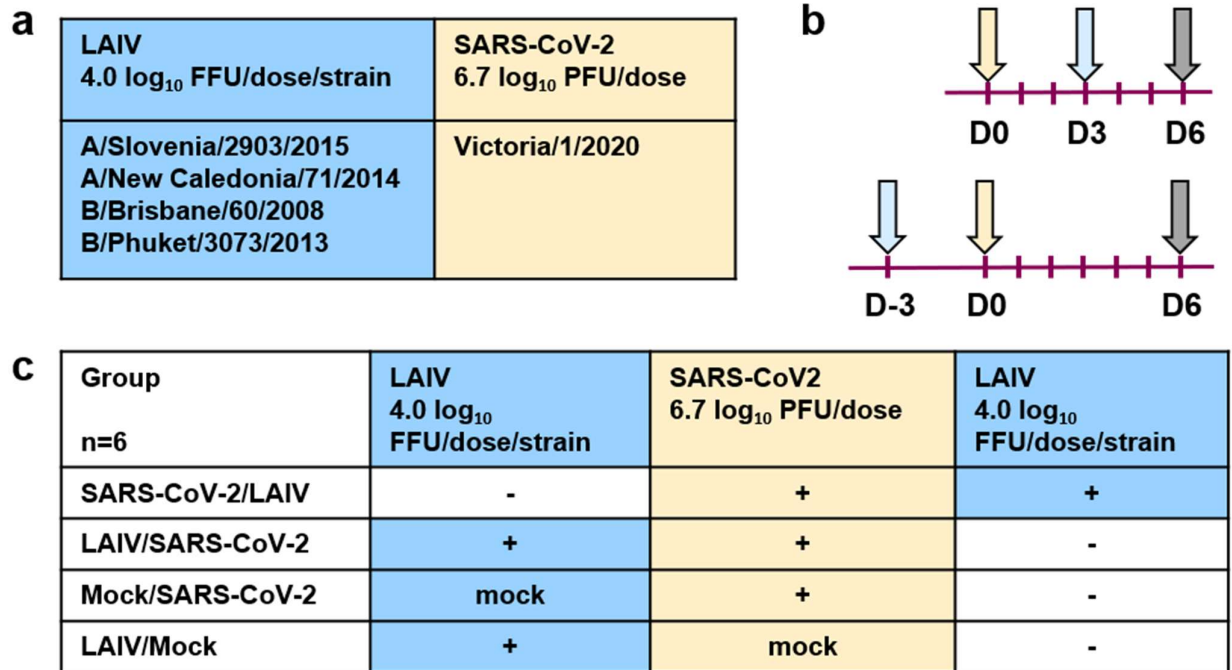 a
LAIV
4.0 log₁₀ FFU/dose/strain
SARS-CoV-2
6.7 log₁₀ PFU/dose
A/Slovenia/2903/2015
A/New Caledonia/71/2014
B/Brisbane/60/2008
B/Phuket/3073/2013
Victoria/1/2020
b
D0 D3 D6
D-3 D0 D6
c
Group
n=6
LAIV
4.0 log₁₀
FFU/dose/strain
SARS-CoV2
6.7 log₁₀ PFU/dose
LAIV
4.0 log₁₀
FFU/dose/strain
SARS-CoV-2/LAIV - + +
LAIV/SARS-CoV-2 + + -
Mock/SARS-CoV-2 mock + -
LAIV/Mock + mock -